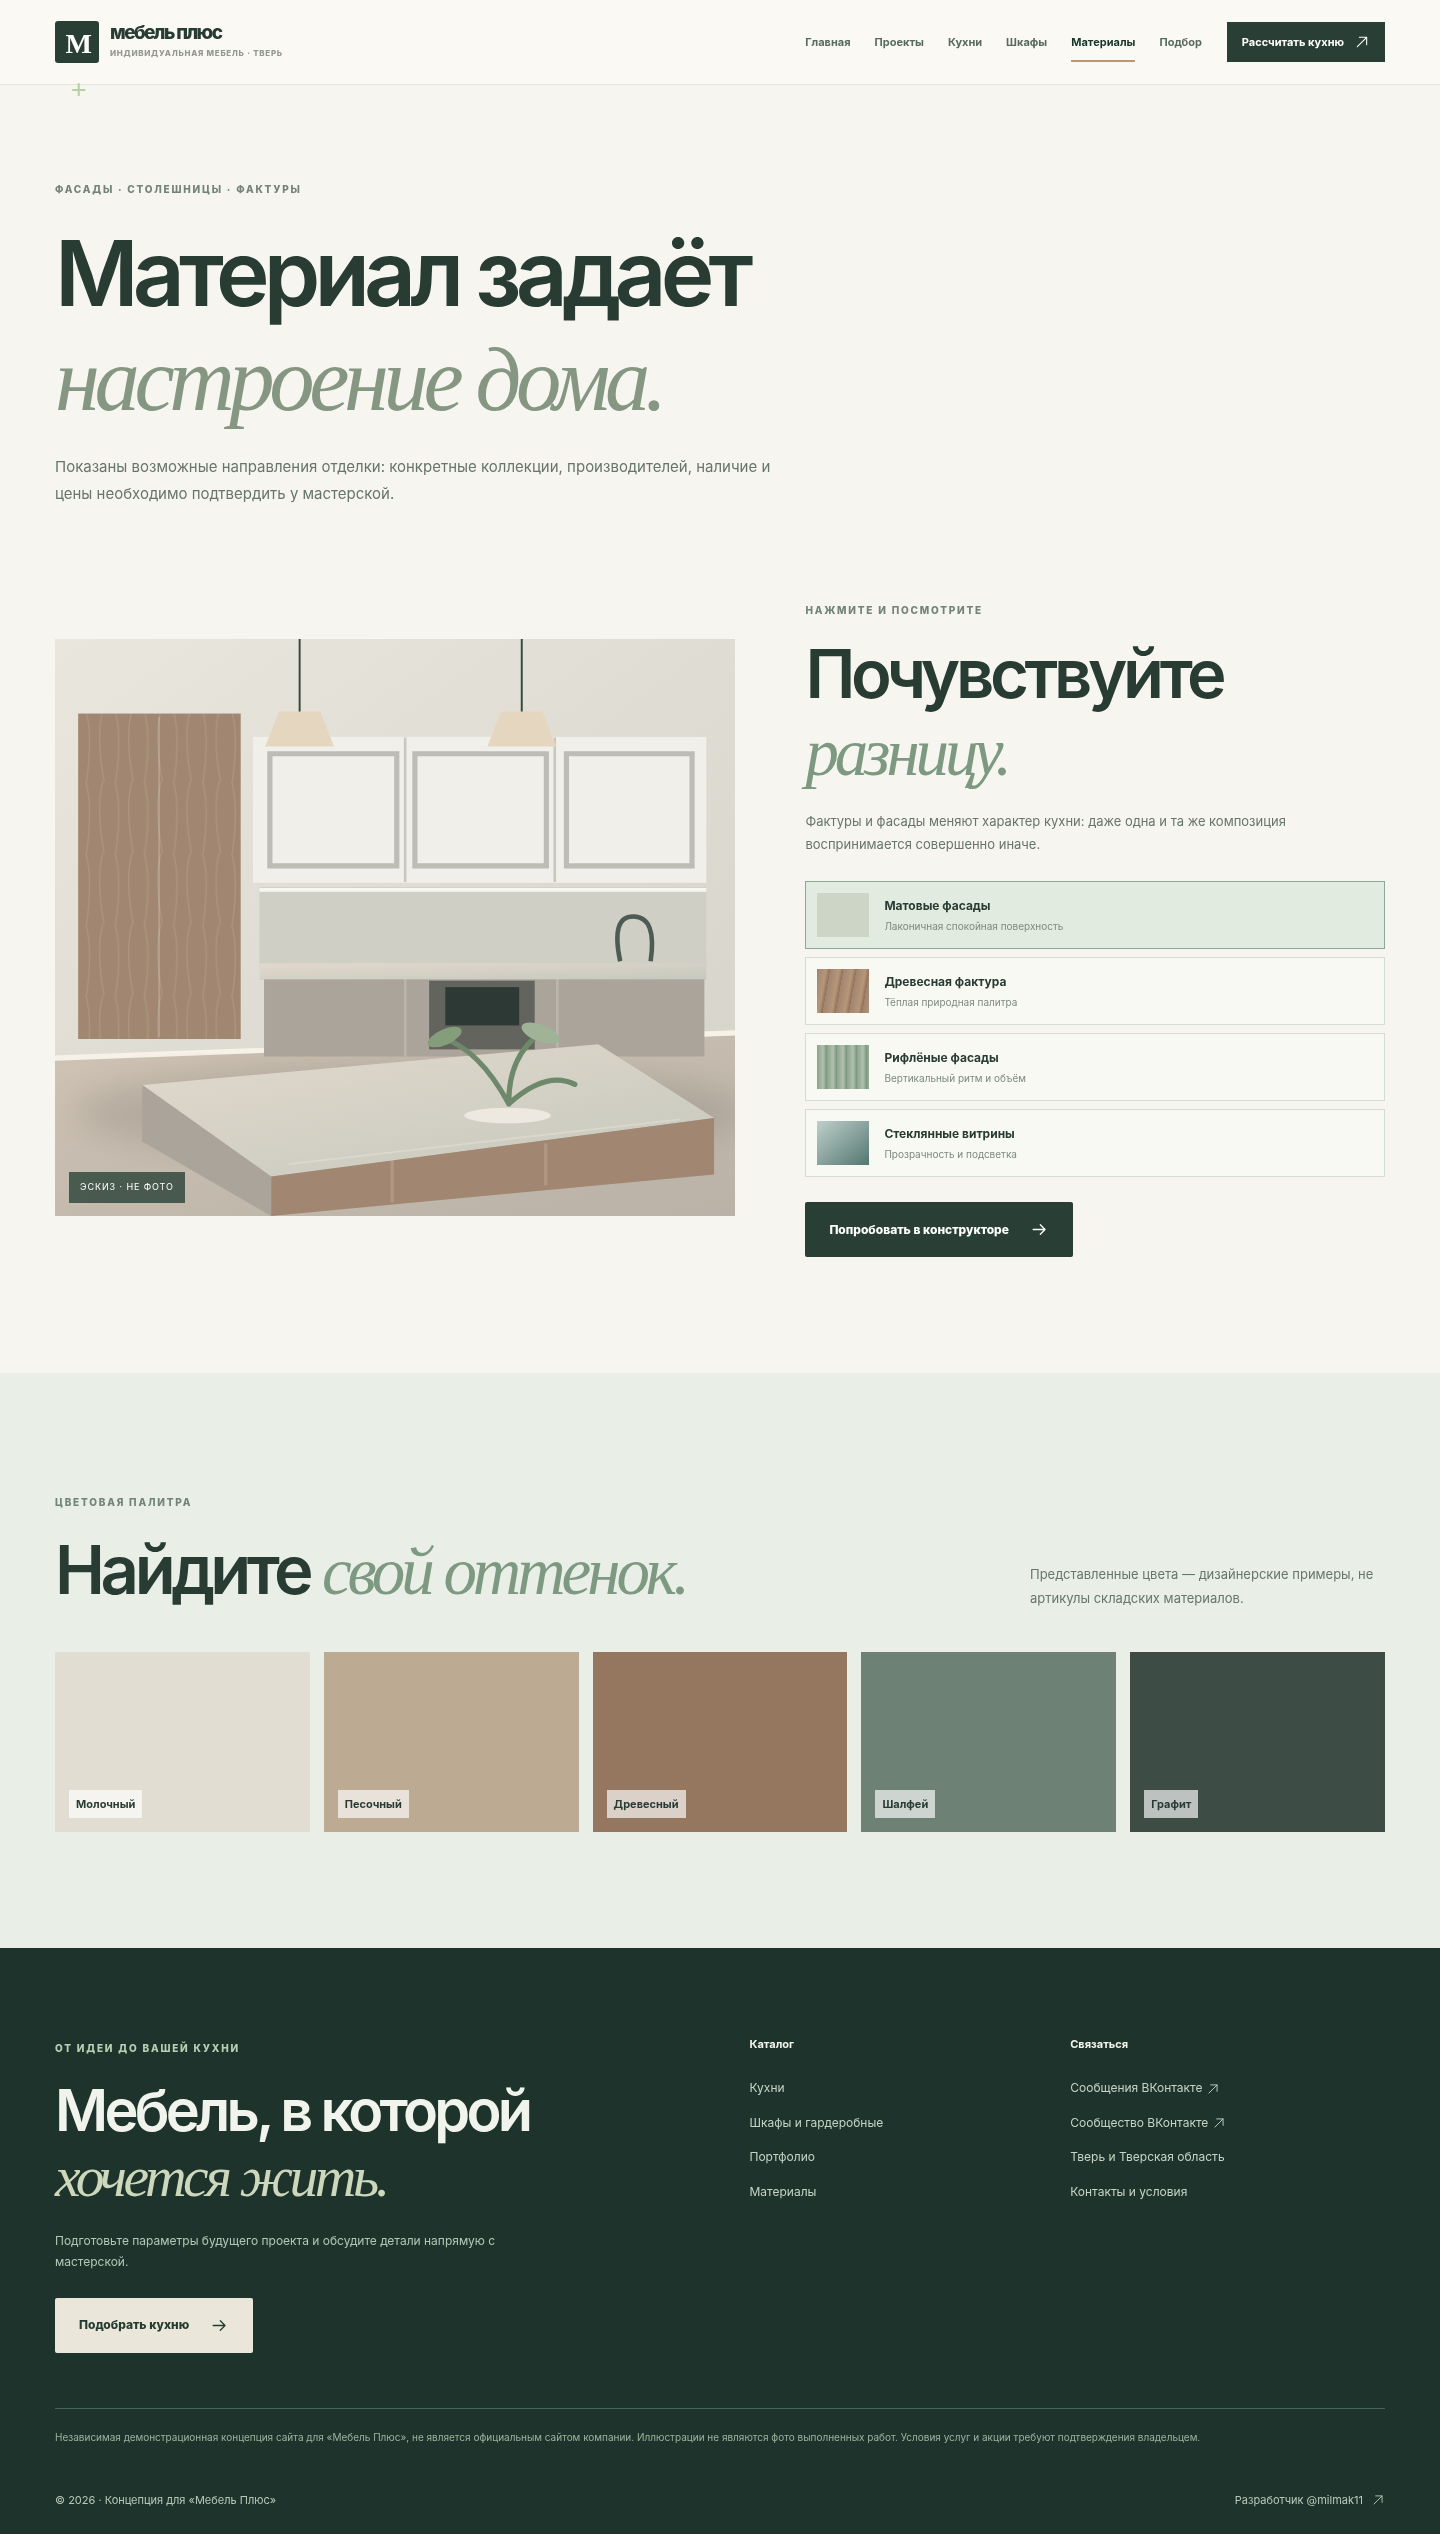 М
мебель плюс
ИНДИВИДУАЛЬНАЯ МЕБЕЛЬ · ТВЕРЬ
Главная
Проекты
Кухни
Шкафы
Материалы
Подбор
Рассчитать кухню
ФАСАДЫ · СТОЛЕШНИЦЫ · ФАКТУРЫ
Материал задаёт
настроение дома.
Показаны возможные направления отделки: конкретные коллекции, производителей, наличие и
цены необходимо подтвердить у мастерской.
ЭСКИЗ · НЕ ФОТО
НАЖМИТЕ И ПОСМОТРИТЕ
Почувствуйте
разницу.
Фактуры и фасады меняют характер кухни: даже одна и та же композиция
воспринимается совершенно иначе.
Матовые фасады
Лаконичная спокойная поверхность
Древесная фактура
Тёплая природная палитра
Рифлёные фасады
Вертикальный ритм и объём
Стеклянные витрины
Прозрачность и подсветка
Попробовать в конструкторе
ЦВЕТОВАЯ ПАЛИТРА
Найдите свой оттенок.
Представленные цвета — дизайнерские примеры, не
артикулы складских материалов.
Молочный
Песочный
Древесный
Шалфей
Графит
ОТ ИДЕИ ДО ВАШЕЙ КУХНИ
Мебель, в которой
хочется жить.
Подготовьте параметры будущего проекта и обсудите детали напрямую с
мастерской.
Подобрать кухню
Каталог
Кухни
Шкафы и гардеробные
Портфолио
Материалы
Связаться
Сообщения ВКонтакте
Сообщество ВКонтакте
Тверь и Тверская область
Контакты и условия
Независимая демонстрационная концепция сайта для «Мебель Плюс», не является официальным сайтом компании. Иллюстрации не являются фото выполненных работ. Условия услуг и акции требуют подтверждения владельцем.
© 2026 · Концепция для «Мебель Плюс»
Разработчик @milmak11